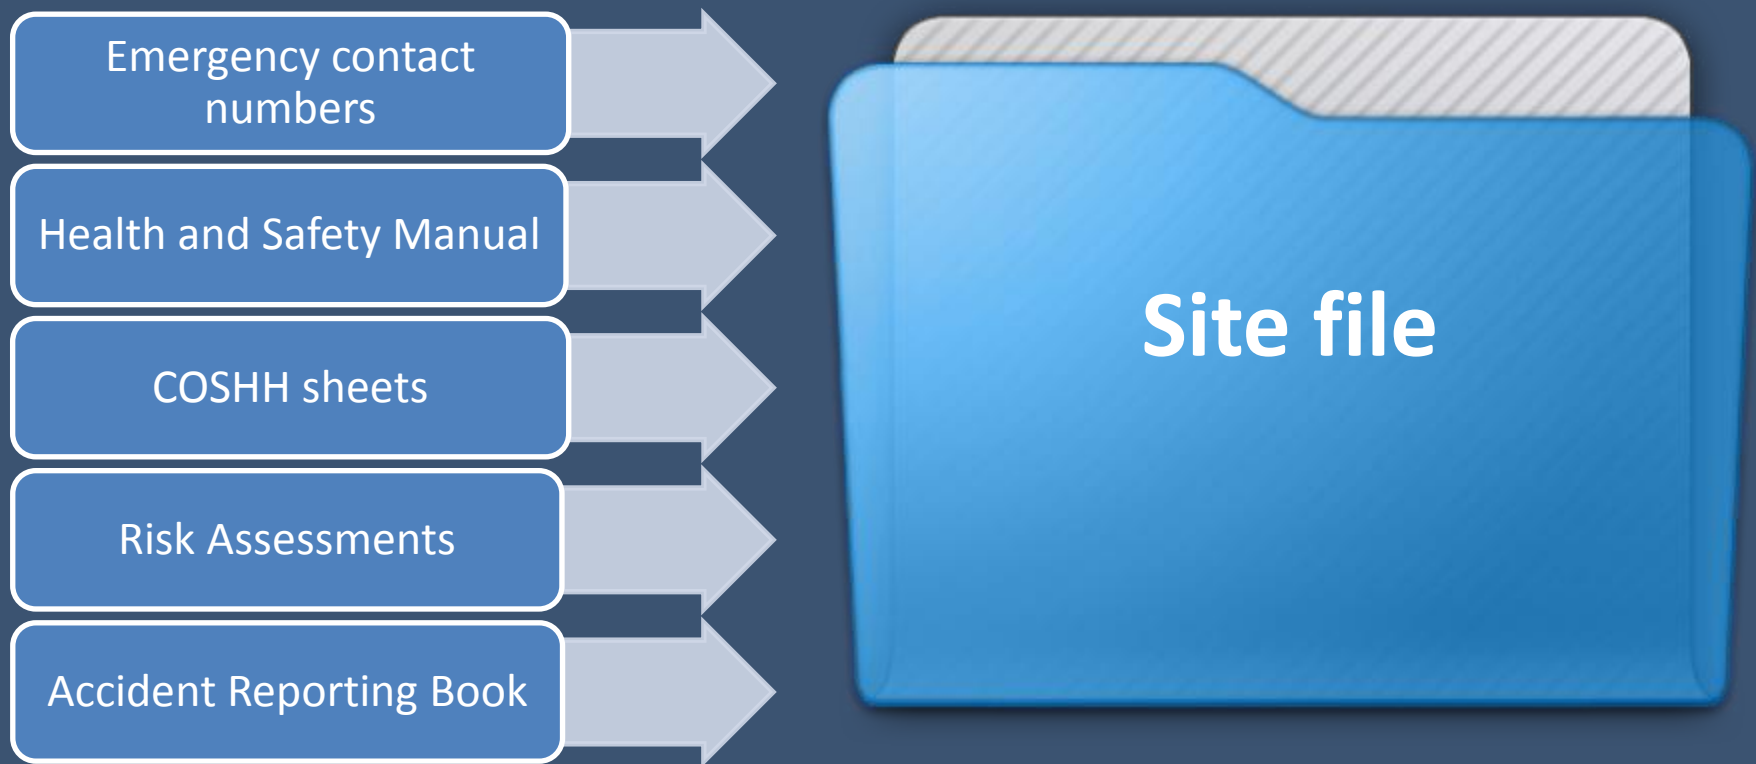 Emergency contact
numbers
Health and Safety Manual
COSHH sheets
Risk Assessments
Accident Reporting Book
Site file